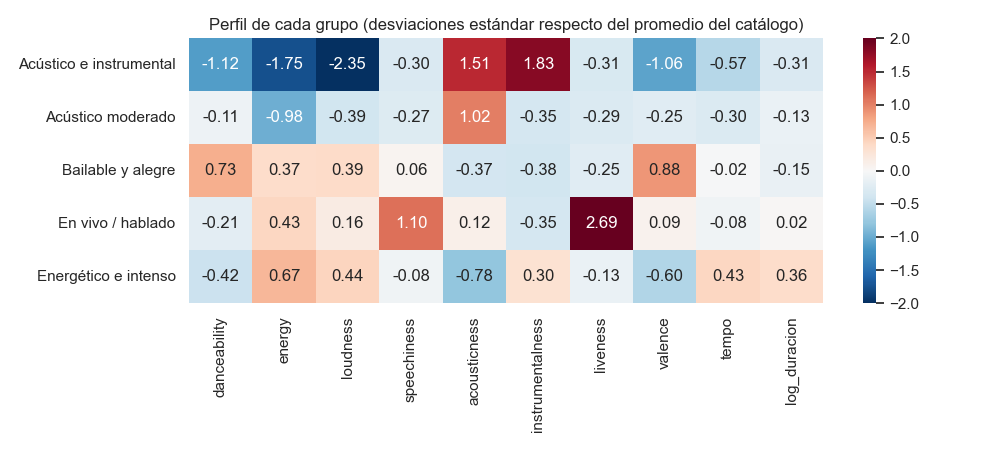 Perfil de cada grupo (desviaciones estándar respecto del promedio del catálogo)
Acústico e instrumental -1.12 -1.75 -2.35 -0.30 1.51 1.83 -0.31 -1.06 -0.57 -0.31
Acústico moderado -0.11 -0.98 -0.39 -0.27 1.02 -0.35 -0.29 -0.25 -0.30 -0.13
Bailable y alegre 0.73 0.37 0.39 0.06 -0.37 -0.38 -0.25 0.88 -0.02 -0.15
En vivo / hablado -0.21 0.43 0.16 1.10 0.12 -0.35 2.69 0.09 -0.08 0.02
Energético e intenso -0.42 0.67 0.44 -0.08 -0.78 0.30 -0.13 -0.60 0.43 0.36
danceability energy loudness speechiness acousticness instrumentalness liveness valence tempo log_duracion
2.0
1.5
1.0
0.5
0.0
−0.5
−1.0
−1.5
−2.0